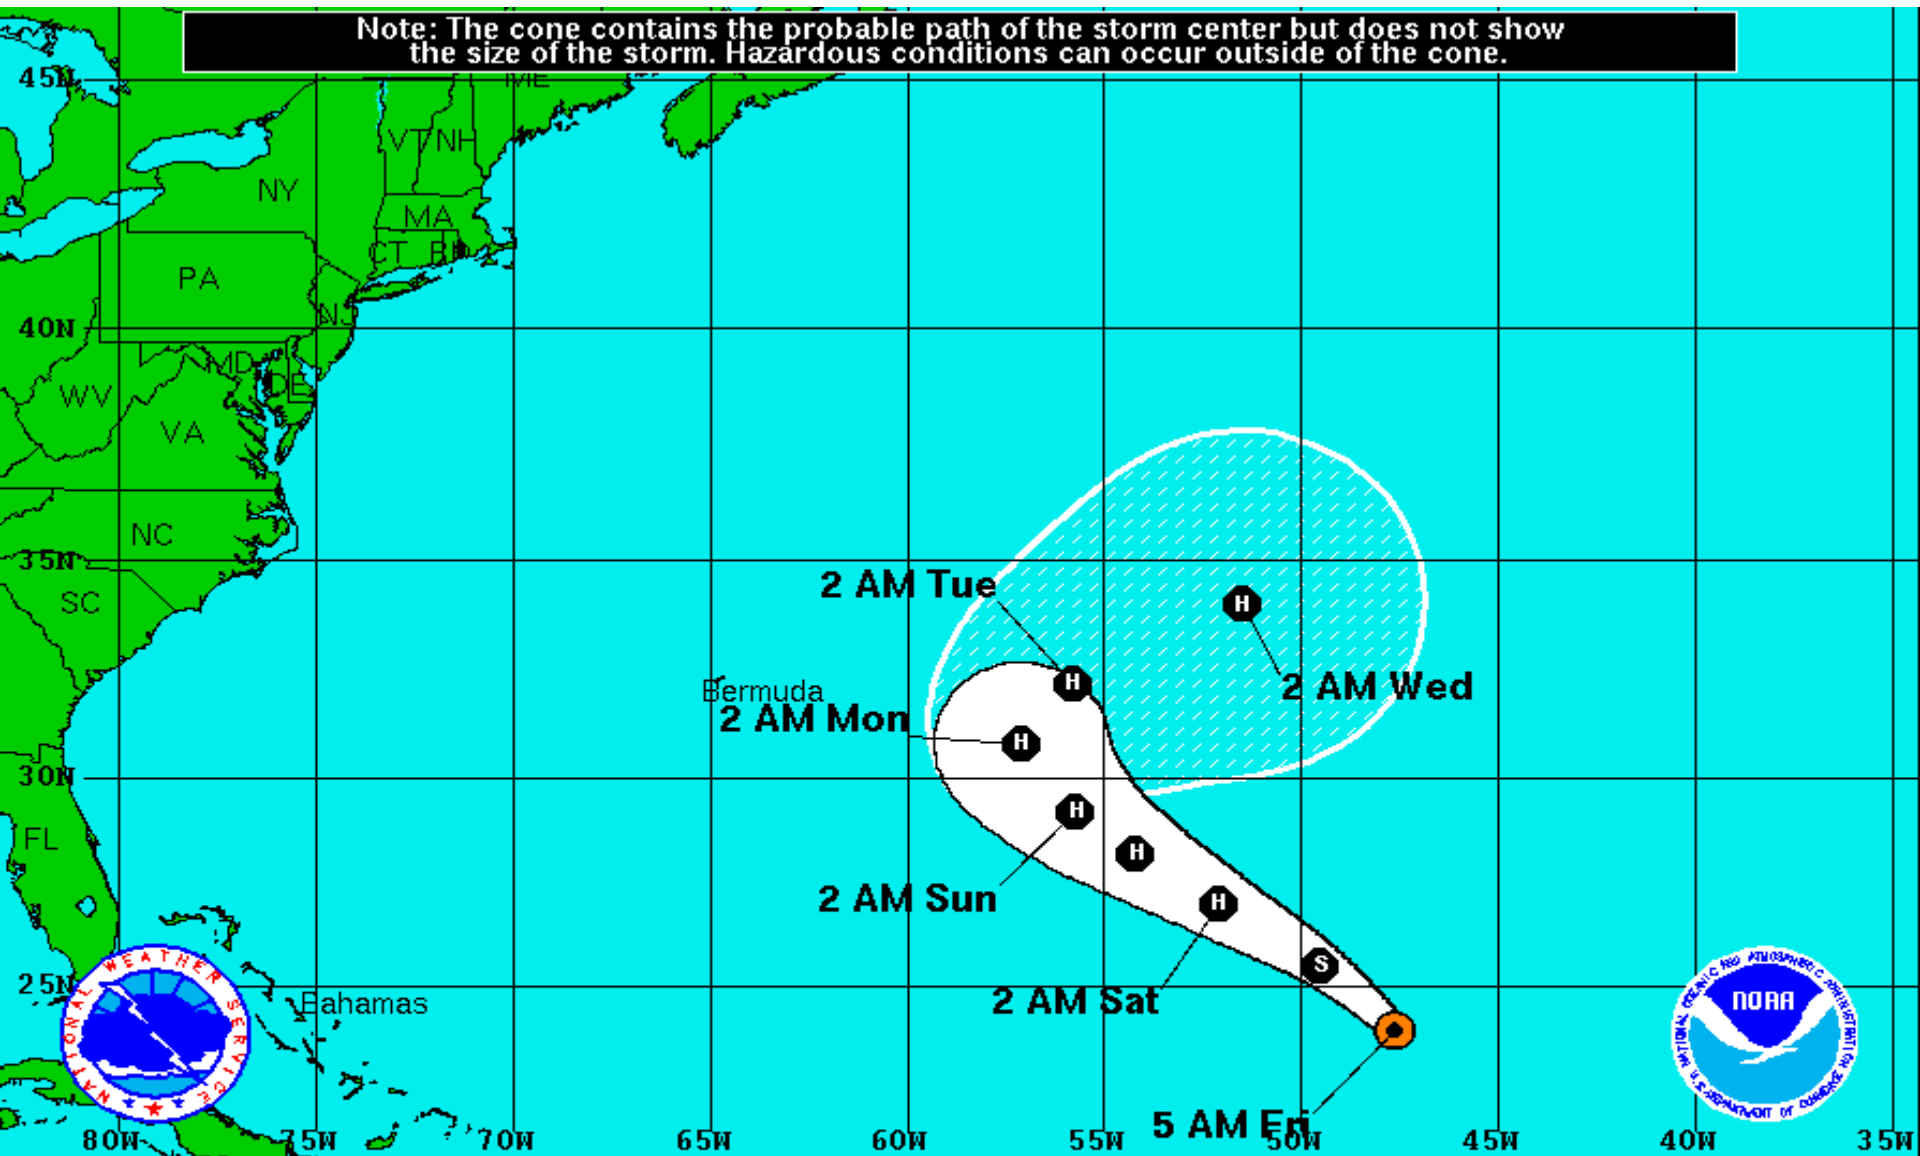 Note: The cone contains the probable path of the storm center but does not show
the size of the storm. Hazardous conditions can occur outside of the cone.
45N
ME
VT NH
NY
MA
CT RI
PA
NJ
40N
MD
DE
WV
VA
NC
35N
2 AM Tue
H
SC
H
2 AM Wed
Bermuda
2 AM Mon
H
30N
H
FL
H
2 AM Sun
H
S
25N
2 AM Sat
Bahamas
NATIONAL WEATHER SERVICE
NOAA
5 AM Fri
80W 75W 70W 65W 60W 55W 50W 45W 40W 35W